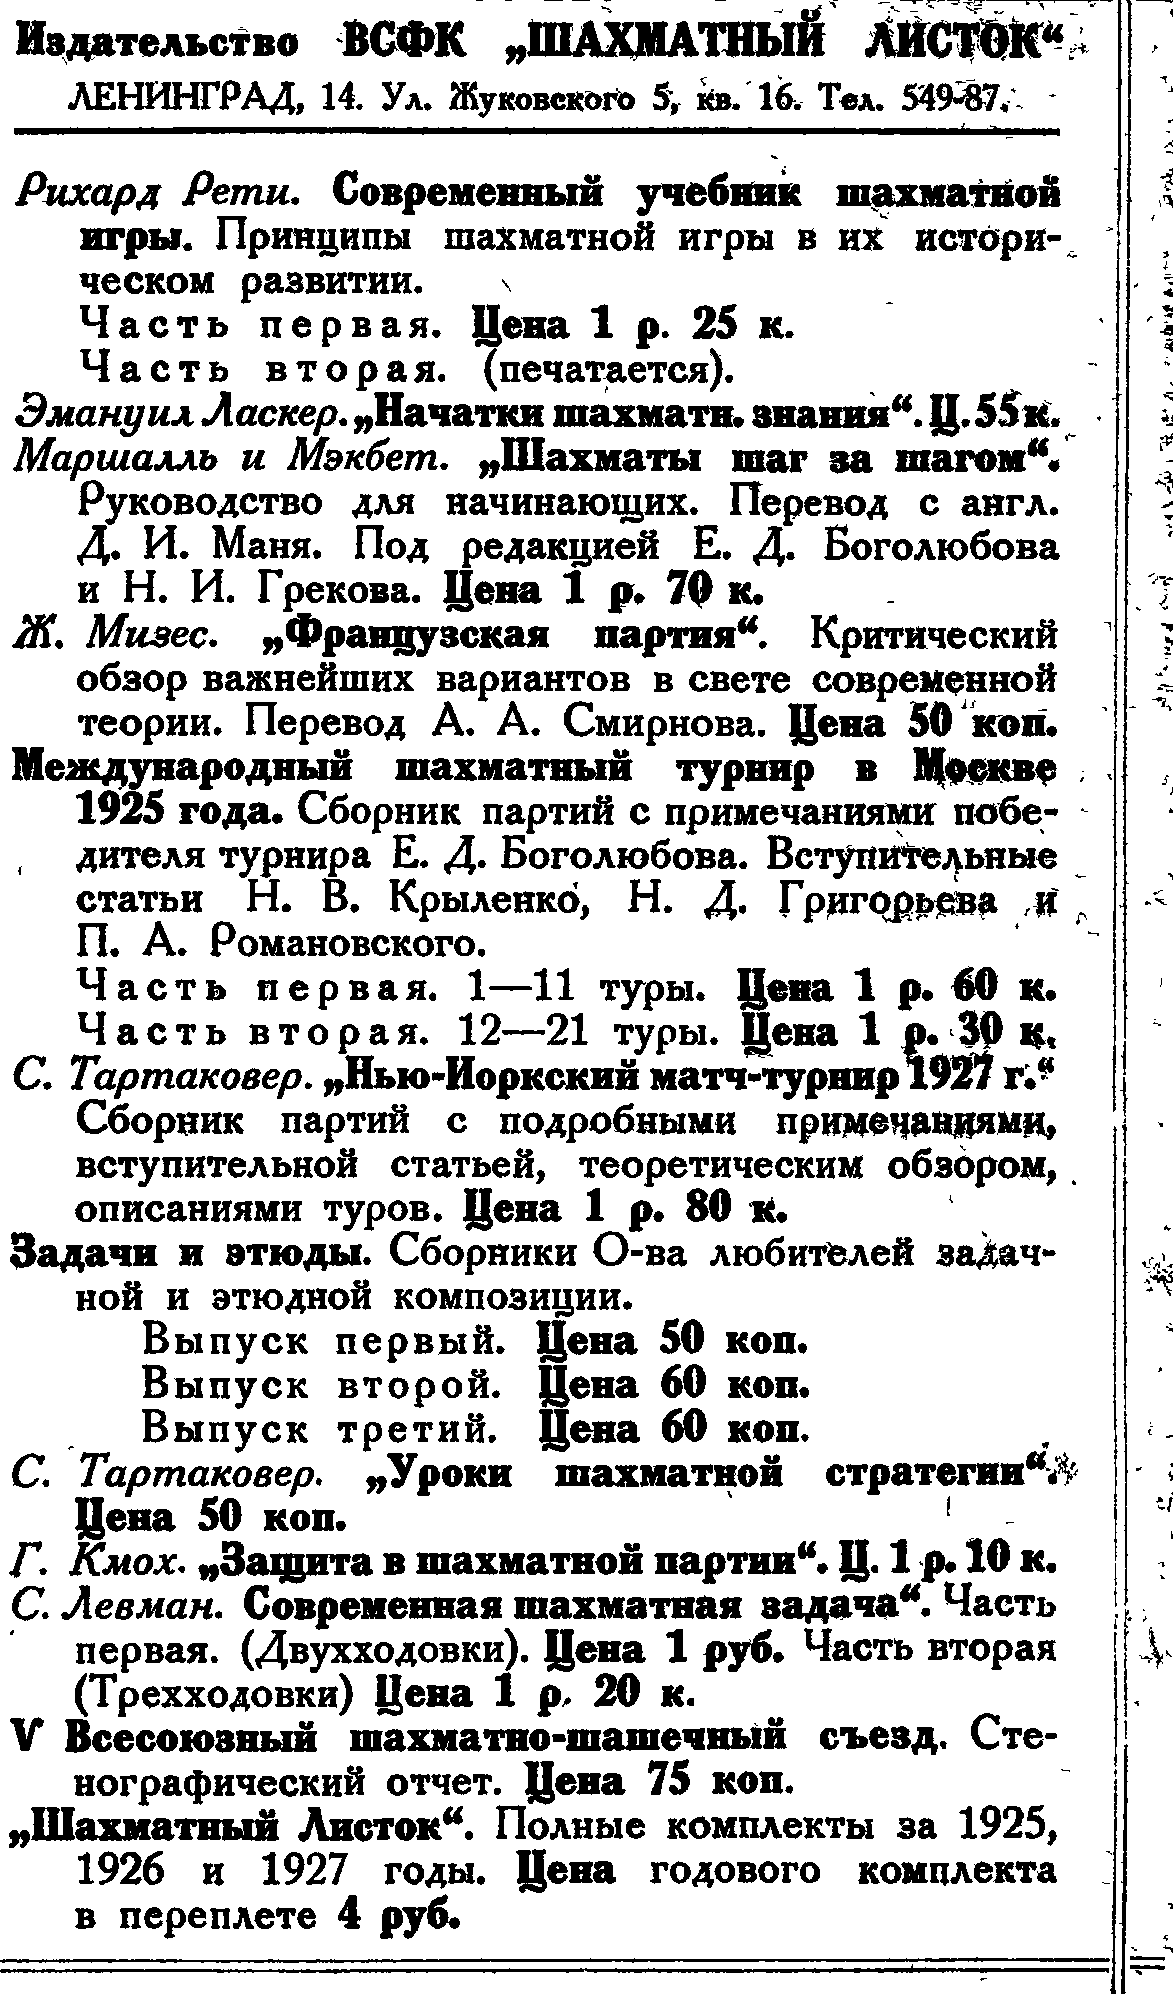 Издательство ВСФК „ШАХМАТНЫЙ ЛИСТОК“
ЛЕНИНГРАД, 14. Ул. Жуковского 5, кв. 16. Тел. 549-87.
Рихард Рети. Современный учебник шахматной
игры. Принципы шахматной игры в их истори-
ческом развитии.
Часть первая. Цена 1 р. 25 к.
Часть вторая. (печатается).
Эмануил Ласкер. „Начатки шахматн. знания“. Ц. 55 к.
Маршалль и Мэкбет. „Шахматы шаг за шагом“.
Руководство для начинающих. Перевод с англ.
Д. И. Маня. Под редакцией Е. Д. Боголюбова
и Н. И. Грекова. Цена 1 р. 70 к.
Ж. Мизес. „Французская партия“. Критический
обзор важнейших вариантов в свете современной
теории. Перевод А. А. Смирнова. Цена 50 коп.
Международный шахматный турнир в Москве
1925 года. Сборник партий с примечаниями побе-
дителя турнира Е. Д. Боголюбова. Вступительные
статьи Н. В. Крыленко, Н. Д. Григорьева и
П. А. Романовского.
Часть первая. 1—11 туры. Цена 1 р. 60 к.
Часть вторая. 12—21 туры. Цена 1 р. 30 к.
С. Тартаковер. „Нью-Иоркский матч-турнир 1927 г.“
Сборник партий с подробными примечаниями,
вступительной статьей, теоретическим обзором,
описаниями туров. Цена 1 р. 80 к.
Задачи и этюды. Сборники О-ва любителей задач-
ной и этюдной композиции.
Выпуск первый. Цена 50 коп.
Выпуск второй. Цена 60 коп.
Выпуск третий. Цена 60 коп.
С. Тартаковер. „Уроки шахматной стратегии“.
Цена 50 коп.
Г. Кмох. „Защита в шахматной партии“. Ц. 1 р. 10 к.
С. Левман. Современная шахматная задача“. Часть
первая. (Двухходовки). Цена 1 руб. Часть вторая
(Трехходовки) Цена 1 р. 20 к.
V Всесоюзный шахматно-шашечный съезд. Сте-
нографический отчет. Цена 75 коп.
„Шахматный Листок“. Полные комплекты за 1925,
1926 и 1927 годы. Цена годового комплекта
в переплете 4 руб.